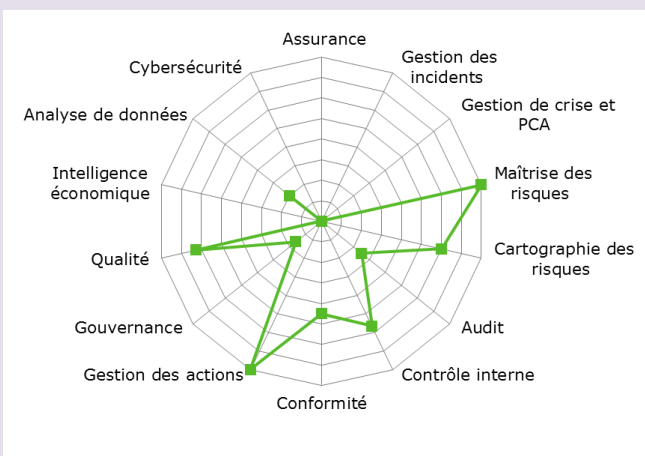 Assurance
Gestion des
incidents
Gestion de crise et
PCA
Maîtrise des
risques
Cartographie des
risques
Audit
Contrôle interne
Conformité
Gestion des actions
Gouvernance
Qualité
Intelligence
économique
Analyse de données
Cybersécurité